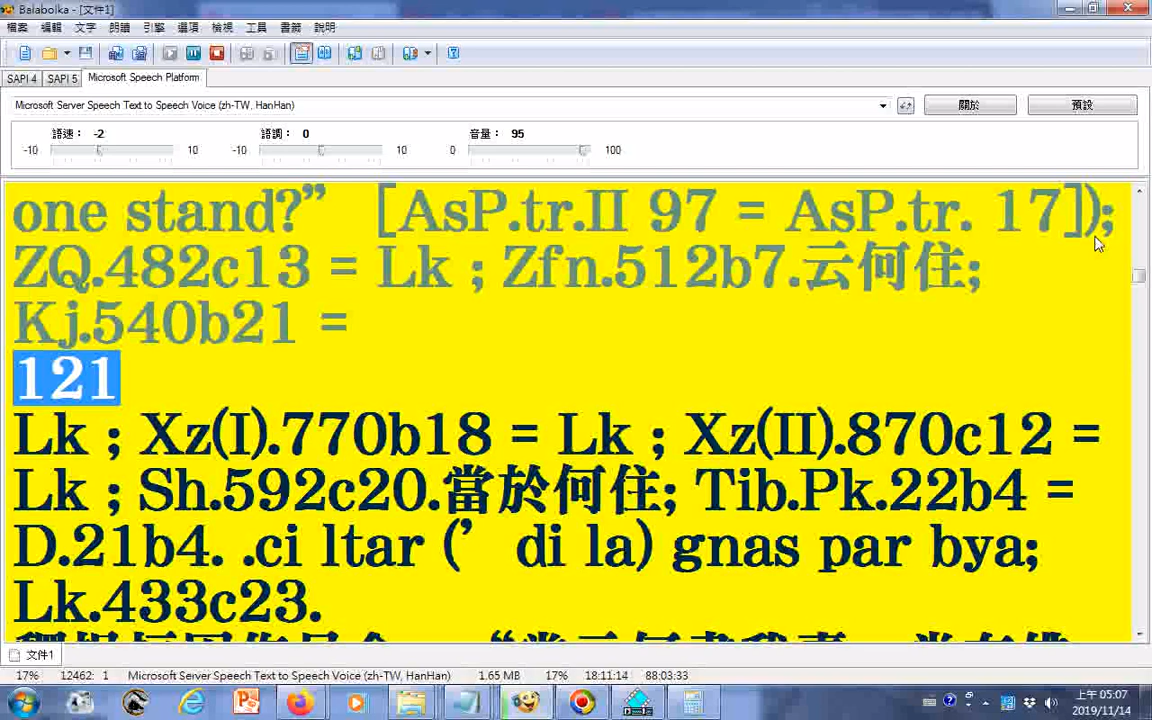 Balabolka - [文件1]
檔案 編輯 文字 朗讀 引擎 選項 檢視 工具 書籤 說明
SAPI 4 SAPI 5 Microsoft Speech Platform
Microsoft Server Speech Text to Speech Voice (zh-TW, HanHan) 關於 預設
語速： -2 語調： 0 音量： 95
-10 10 -10 10 0 100
one stand?” [AsP.tr.II 97 = AsP.tr. 17]);
ZQ.482c13 = Lk ; Zfn.512b7.云何住;
Kj.540b21 =
121
Lk ; Xz(I).770b18 = Lk ; Xz(II).870c12 =
Lk ; Sh.592c20.當於何住; Tib.Pk.22b4 =
D.21b4. .ci ltar (’ di la) gnas par bya;
Lk.433c23.
文件1
17% 12462: 1 Microsoft Server Speech Text to Speech Voice (zh-TW, HanHan) 1.65 MB 17% 18:11:14 88:03:33
上午 05:07
2019/11/14